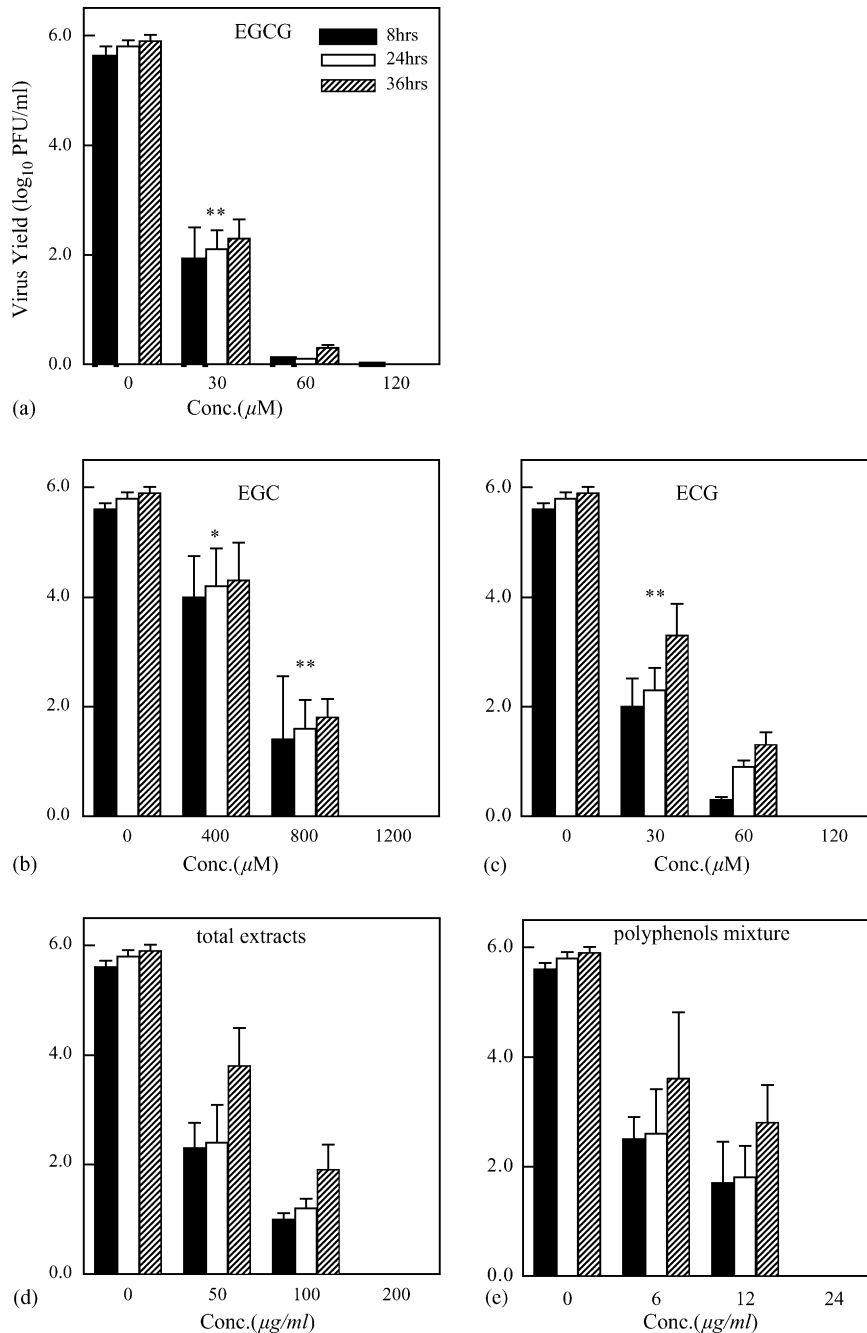 EGCG
8hrs
24hrs
36hrs
Virus Yield (log10 PFU/ml)
6.0
4.0
2.0
0.0
**
0 30 60 120
(a) Conc.(μM)
EGC
6.0
4.0
2.0
0.0
*
**
0 400 800 1200
(b) Conc.(μM)
ECG
6.0
4.0
2.0
0.0
**
0 30 60 120
(c) Conc.(μM)
total extracts
6.0
4.0
2.0
0.0
0 50 100 200
(d) Conc.(μg/ml)
polyphenols mixture
6.0
4.0
2.0
0.0
0 6 12 24
(e) Conc.(μg/ml)